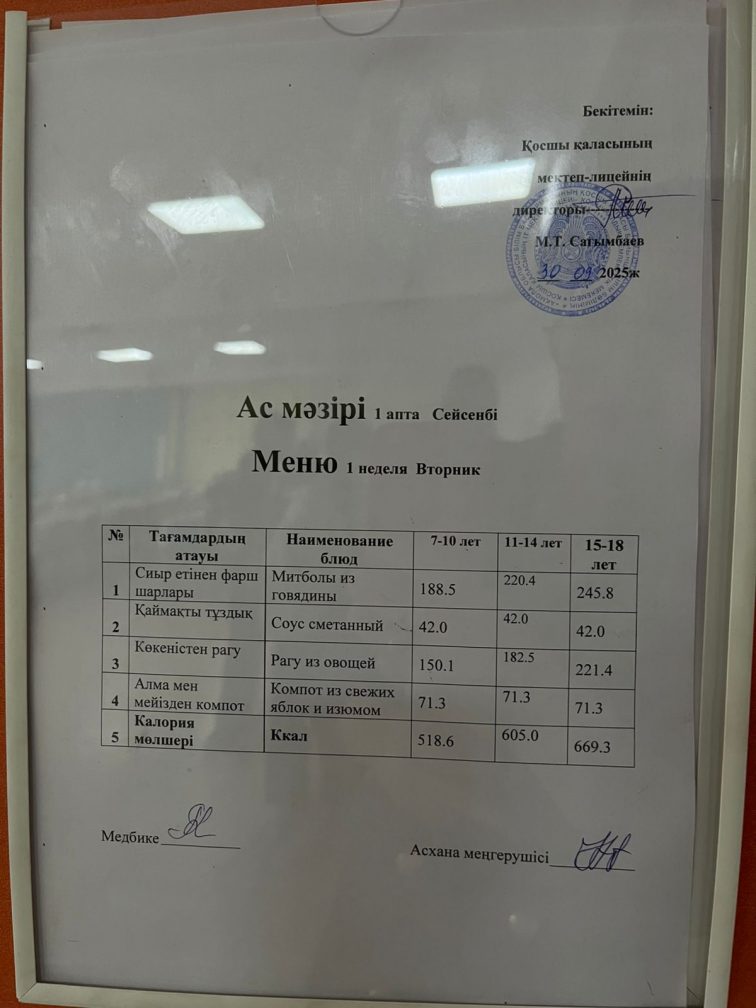 Бекітемін:
Қосшы қаласының
мектеп-лицейнің
директоры
М.Т. Сағымбаев
30 09 2025ж
Ас мәзірі 1 апта Сейсенбі
Меню 1 неделя Вторник
№ Тағамдардың атауы Наименование блюд 7-10 лет 11-14 лет 15-18 лет
1 Сиыр етінен фарш шарлары Митболы из говядины 188.5 220.4 245.8
2 Қаймақты тұздық Соус сметанный 42.0 42.0 42.0
3 Көкеністен рагу Рагу из овощей 150.1 182.5 221.4
4 Алма мен мейізден компот Компот из свежих яблок и изюмом 71.3 71.3 71.3
5 Калория мөлшері Ккал 518.6 605.0 669.3
Медбике
Асхана меңгерушісі